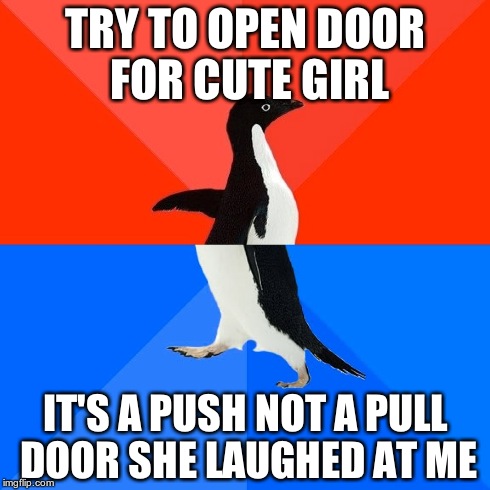 TRY TO OPEN DOOR
FOR CUTE GIRL
IT'S A PUSH NOT A PULL
DOOR SHE LAUGHED AT ME
imgflip.com